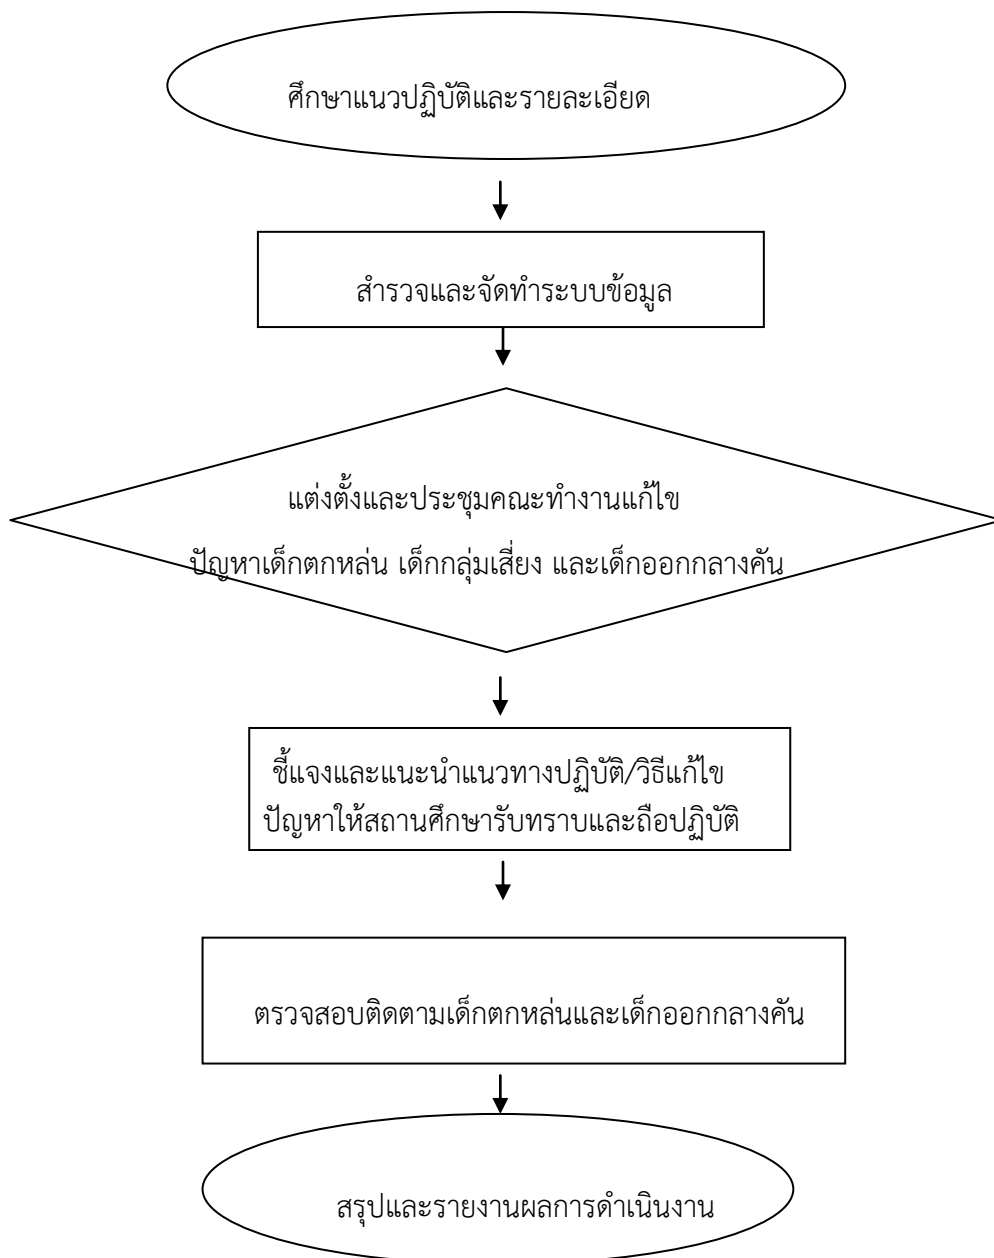 ศึกษาแนวปฏิบัติและรายละเอียด
สำรวจและจัดทำระบบข้อมูล
แต่งตั้งและประชุมคณะทำงานแก้ไข
ปัญหาเด็กตกหล่น เด็กกลุ่มเสี่ยง และเด็กออกกลางคัน
ชี้แจงและแนะนำแนวทางปฏิบัติ/วิธีแก้ไข
ปัญหาให้สถานศึกษารับทราบและถือปฏิบัติ
ตรวจสอบติดตามเด็กตกหล่นและเด็กออกกลางคัน
สรุปและรายงานผลการดำเนินงาน